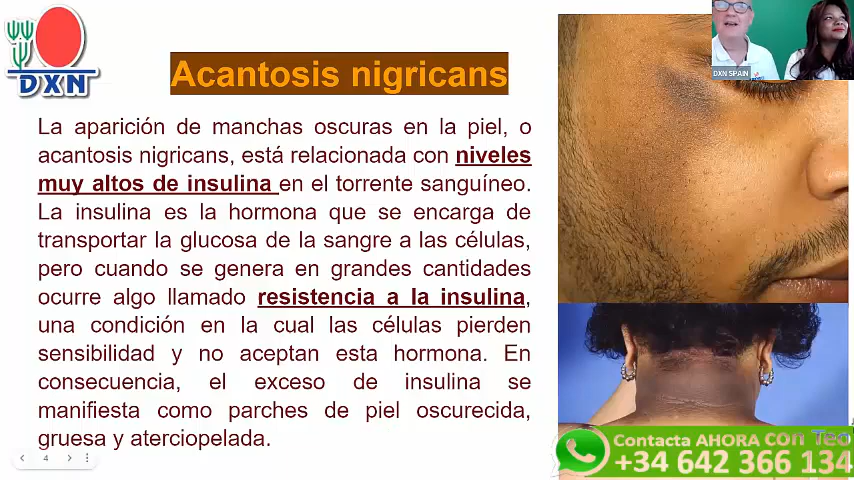 DXN
Acantosis nigricans
La aparición de manchas oscuras en la piel, o
acantosis nigricans, está relacionada con niveles
muy altos de insulina en el torrente sanguíneo.
La insulina es la hormona que se encarga de
transportar la glucosa de la sangre a las células,
pero cuando se genera en grandes cantidades
ocurre algo llamado resistencia a la insulina,
una condición en la cual las células pierden
sensibilidad y no aceptan esta hormona. En
consecuencia, el exceso de insulina se
manifiesta como parches de piel oscurecida,
gruesa y aterciopelada.
4
DXN SPAIN
Contacta AHORA con Teo
+34 642 366 134